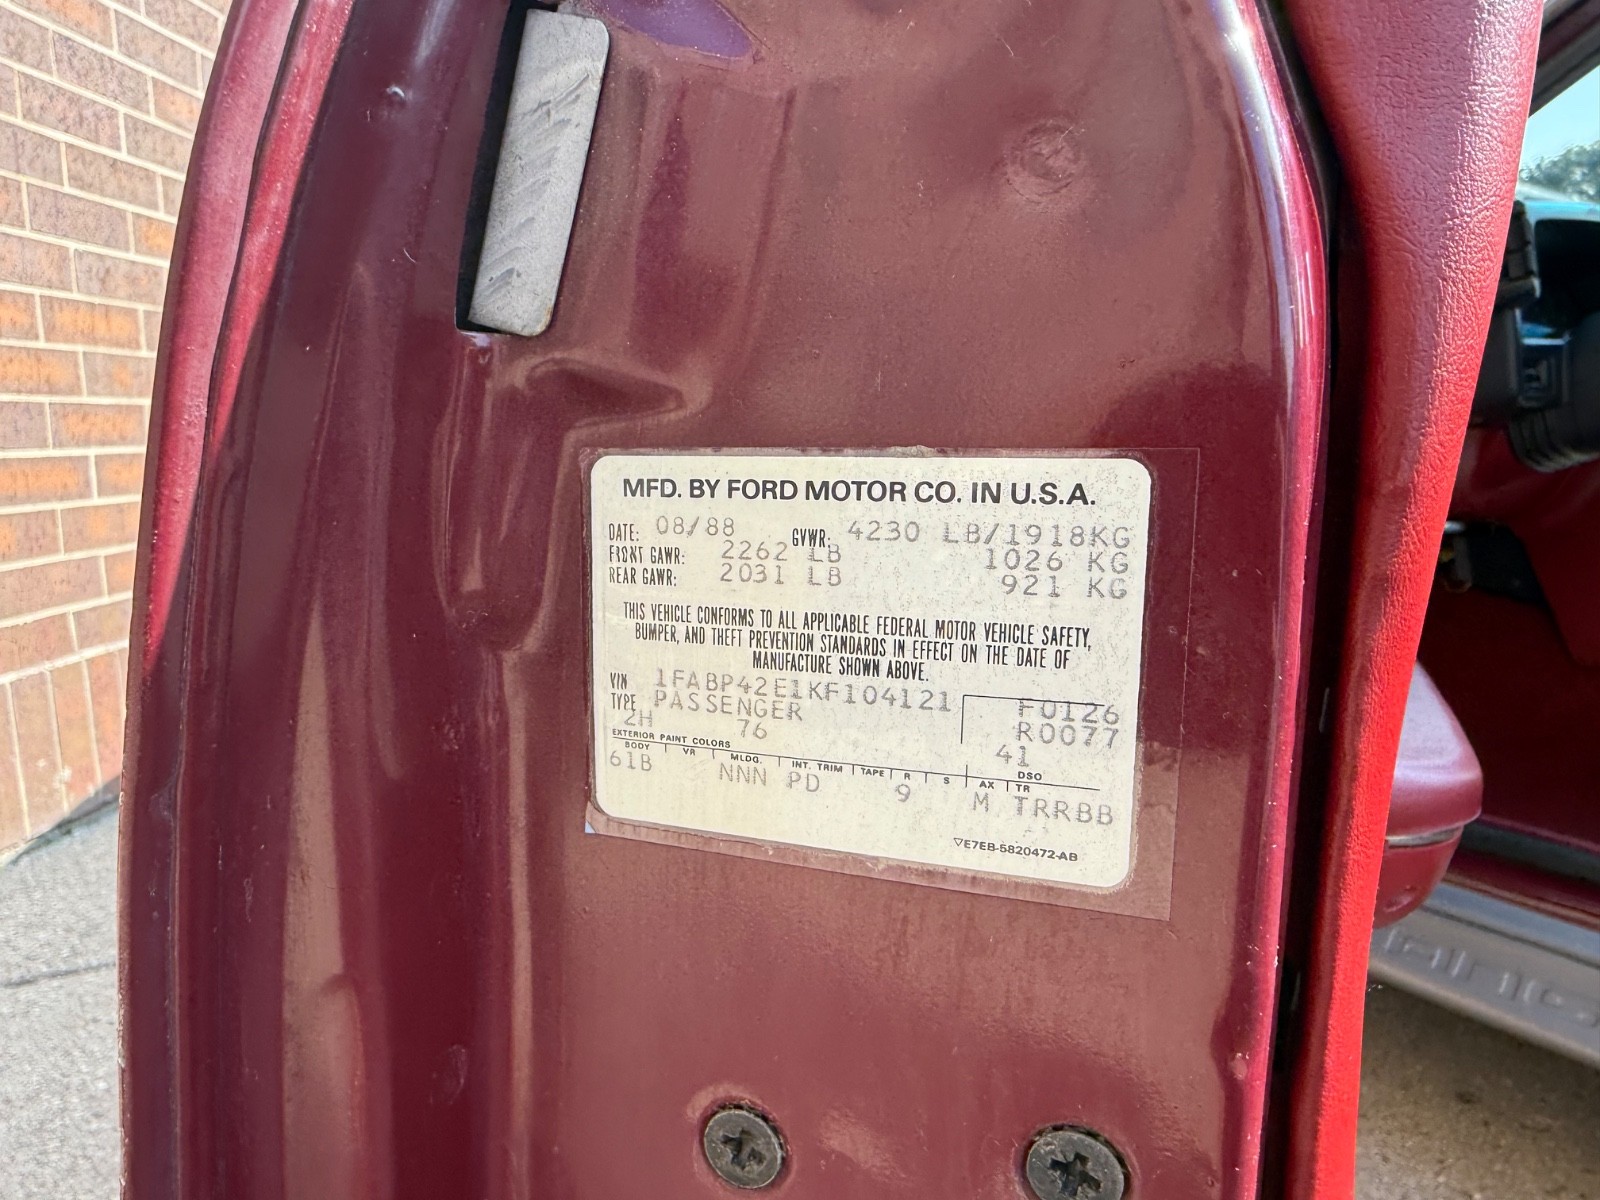 MFD. BY FORD MOTOR CO. IN U.S.A.
DATE: 08/88 GVWR: 4230 LB/1918KG
FRONT GAWR: 2262 LB 1026 KG
REAR GAWR: 2031 LB 921 KG
THIS VEHICLE CONFORMS TO ALL APPLICABLE FEDERAL MOTOR VEHICLE SAFETY,
BUMPER, AND THEFT PREVENTION STANDARDS IN EFFECT ON THE DATE OF
MANUFACTURE SHOWN ABOVE.
VIN 1FABP42E1KF104121 F0126
TYPE PASSENGER R0077
2H 76 41
EXTERIOR PAINT COLORS DSO
BODY VR MLDG. INT. TRIM TAPE R S AX TR
61B NNN PD 9 M TRRBB
E7EB-5820472-AB